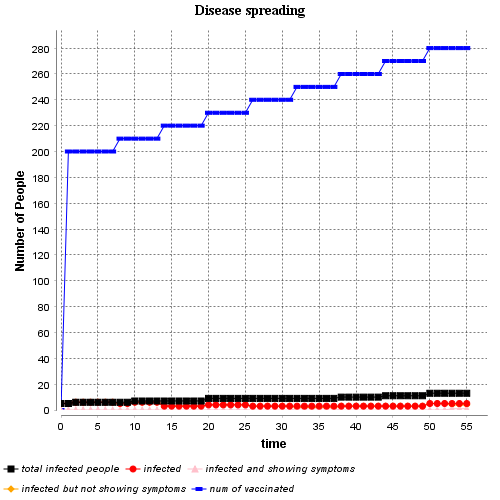 Disease spreading
280
260
240
220
200
180
160
140
120
100
80
60
40
20
0
Number of People
0 5 10 15 20 25 30 35 40 45 50 55
time
total infected people infected infected and showing symptoms
infected but not showing symptoms num of vaccinated